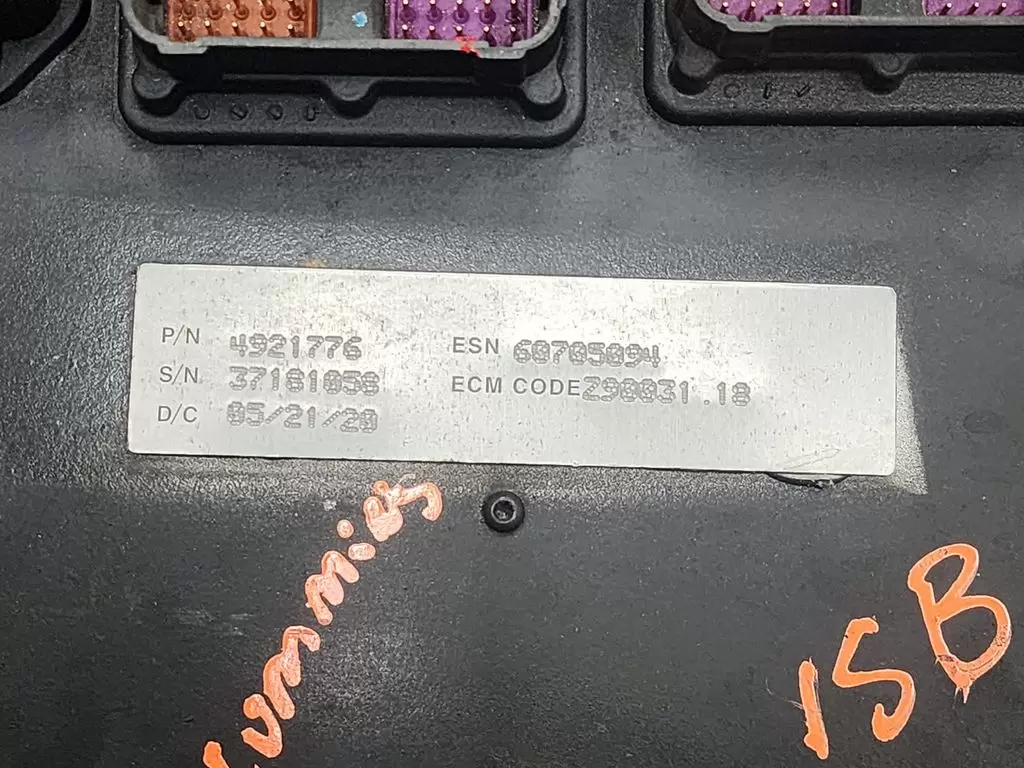 P/N 4921776 ESN 60705094
S/N 37181058 ECM CODE Z90031.18
D/C 05/21/20
Cummins
ISB